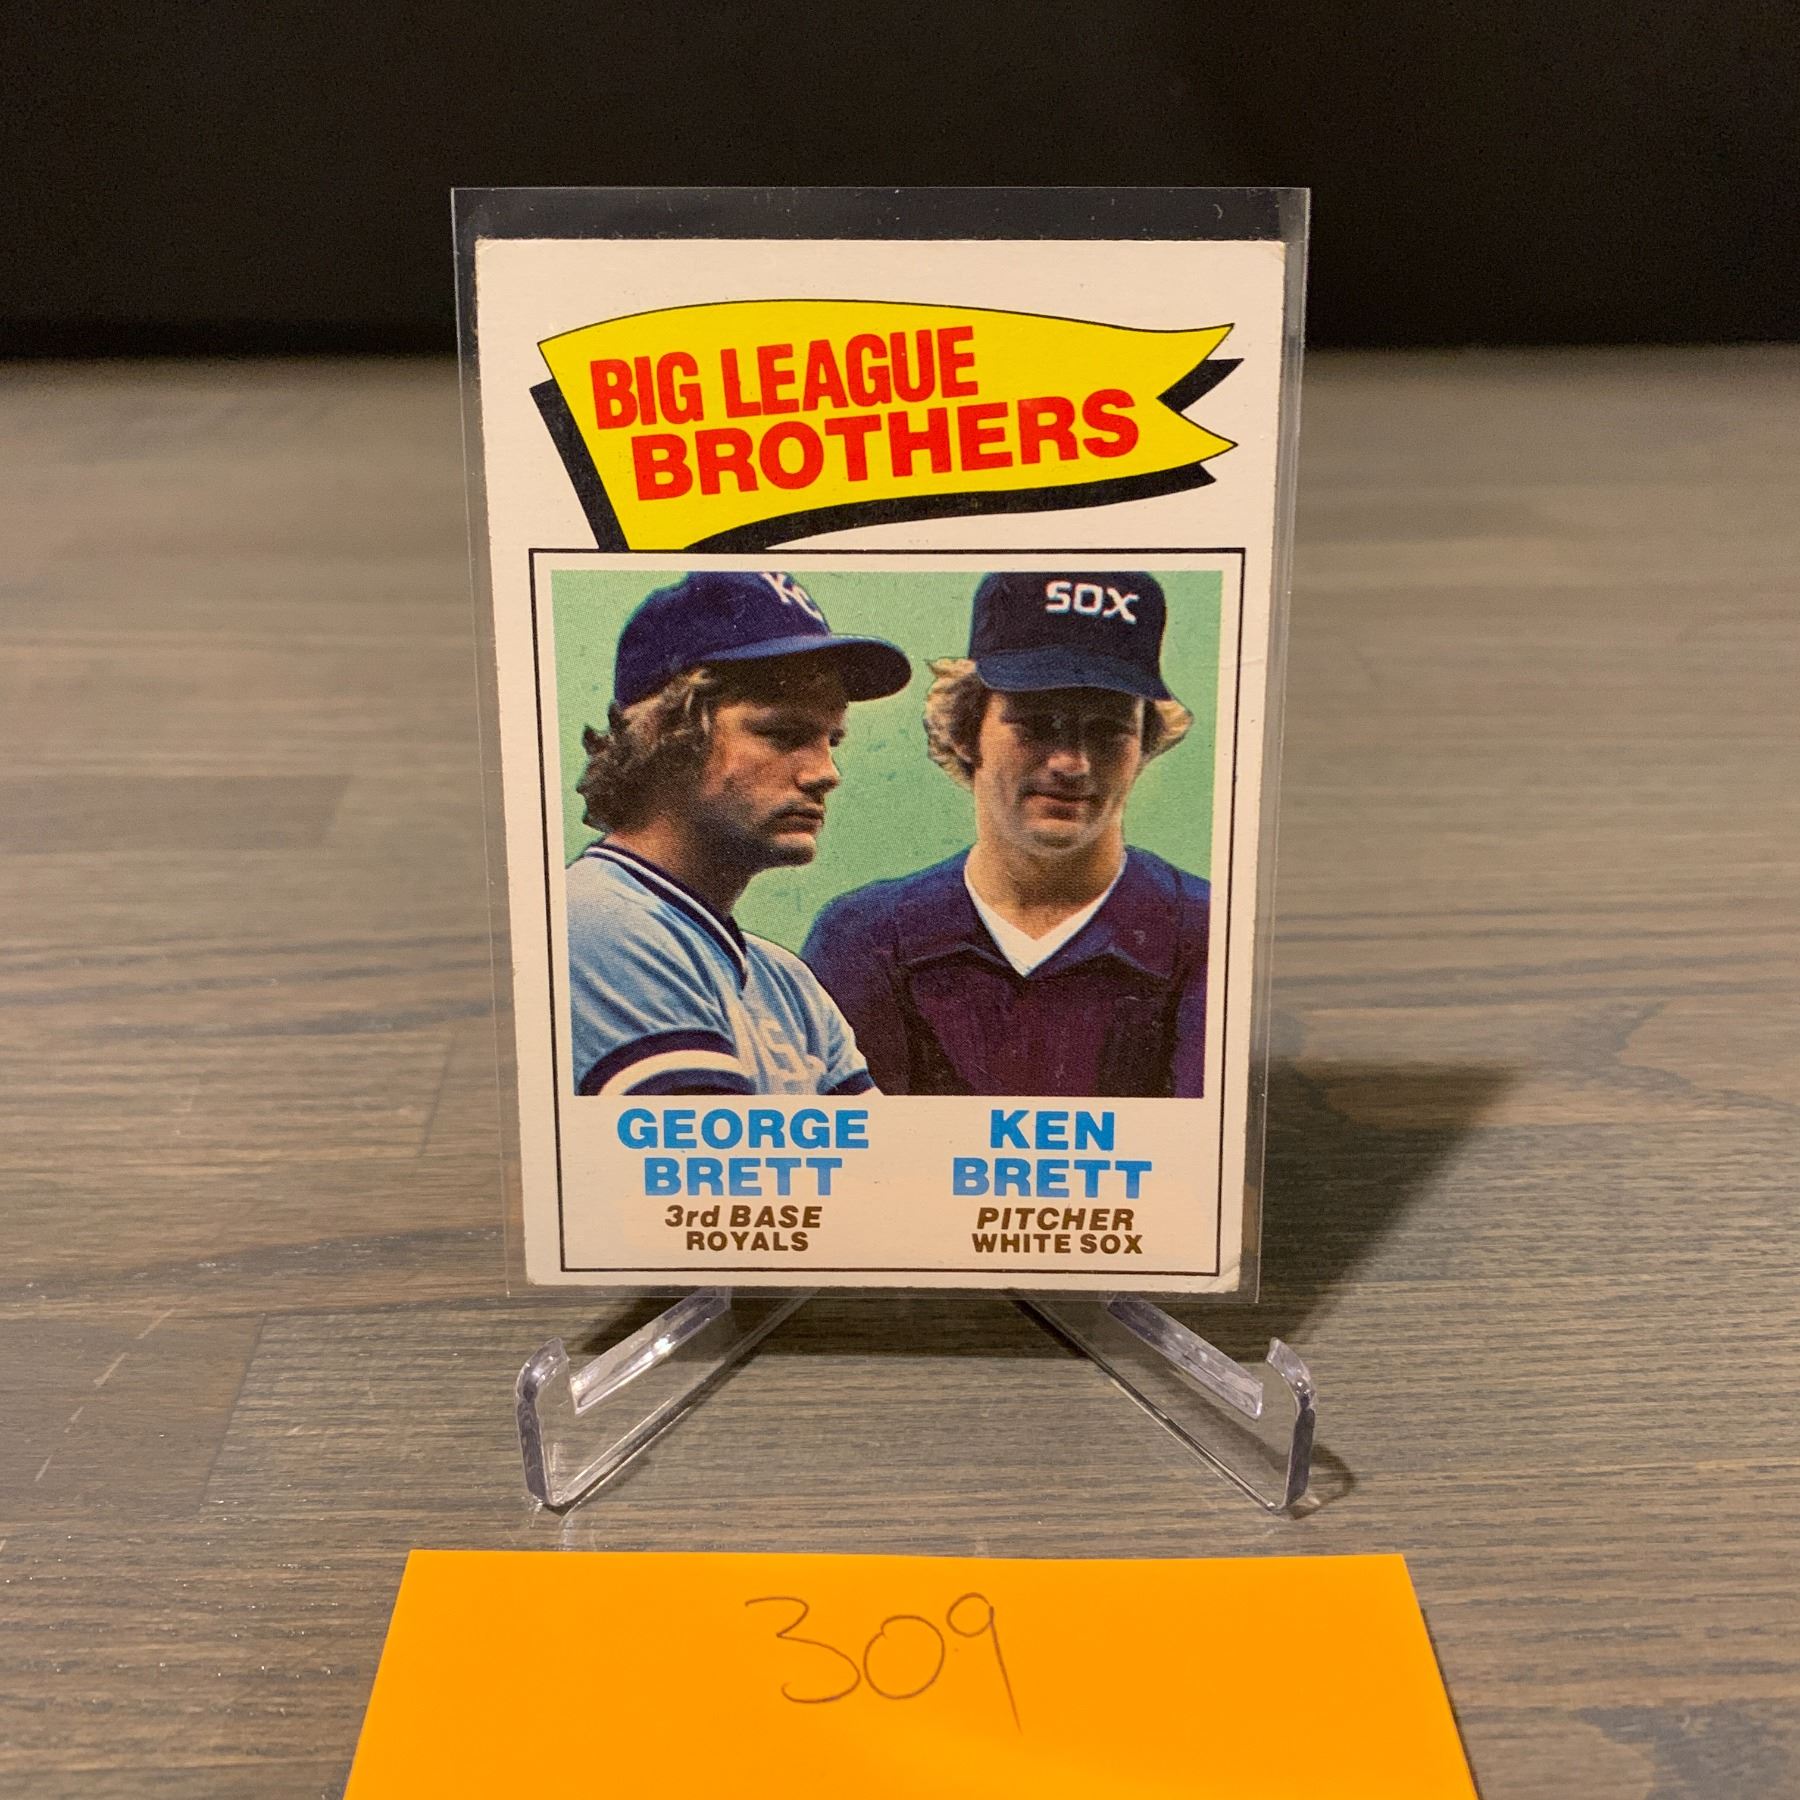 BIG LEAGUE
BROTHERS
KC
SOX
GEORGE
BRETT
3rd BASE
ROYALS
KEN
BRETT
PITCHER
WHITE SOX
309